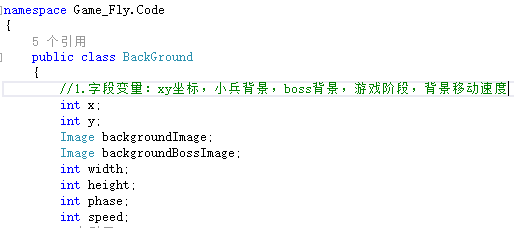 namespace Game_Fly.Code
{
5 个引用
public class BackGround
{
//1.字段变量：xy坐标，小兵背景，boss背景，游戏阶段，背景移动速度
int x;
int y;
Image backgroundImage;
Image backgroundBossImage;
int width;
int height;
int phase;
int speed;